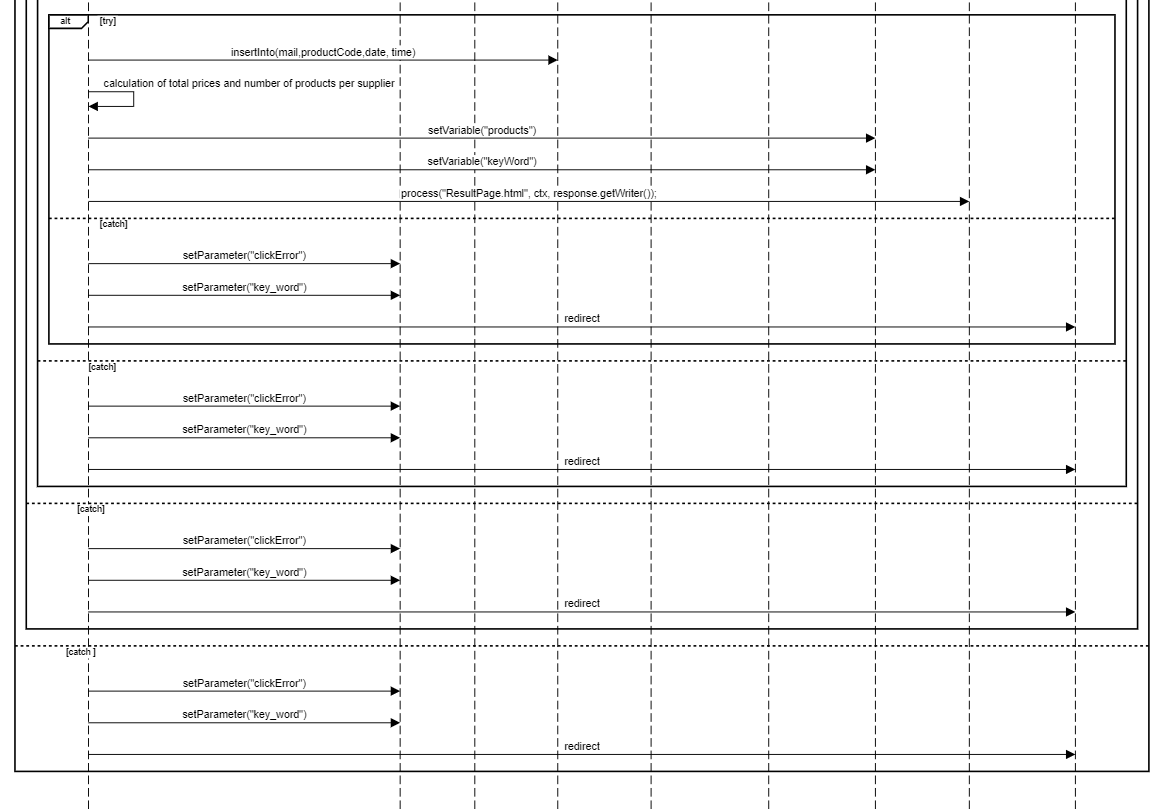 alt
[try]
insertInto(mail,productCode,date, time)
calculation of total prices and number of products per supplier
setVariable("products")
setVariable("keyWord")
process("ResultPage.html", ctx, response.getWriter());
[catch]
setParameter("clickError")
setParameter("key_word")
redirect
[catch]
setParameter("clickError")
setParameter("key_word")
redirect
[catch]
setParameter("clickError")
setParameter("key_word")
redirect
[catch ]
setParameter("clickError")
setParameter("key_word")
redirect